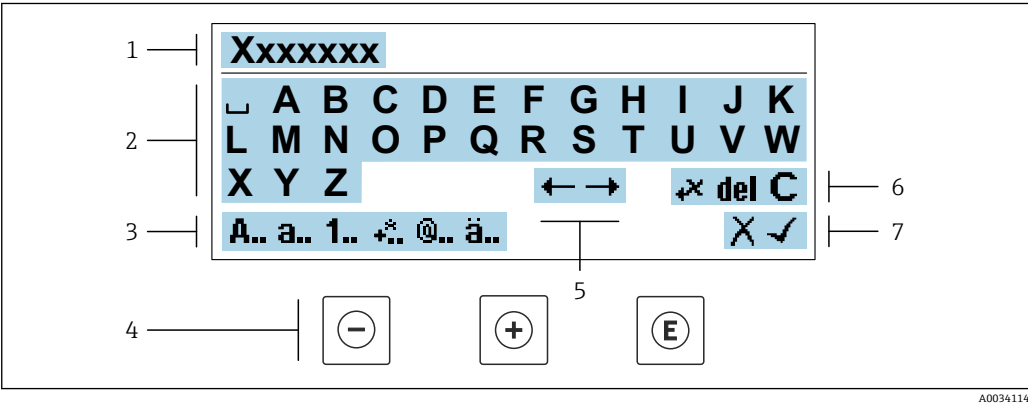 1 Xxxxxxx
2 ␣ A B C D E F G H I J K
L M N O P Q R S T U V W
X Y Z ← → +× del C 6
3 A.. a.. 1.. +×.. @.. ä.. X ✓ 7
5
4 − + E
A0034114